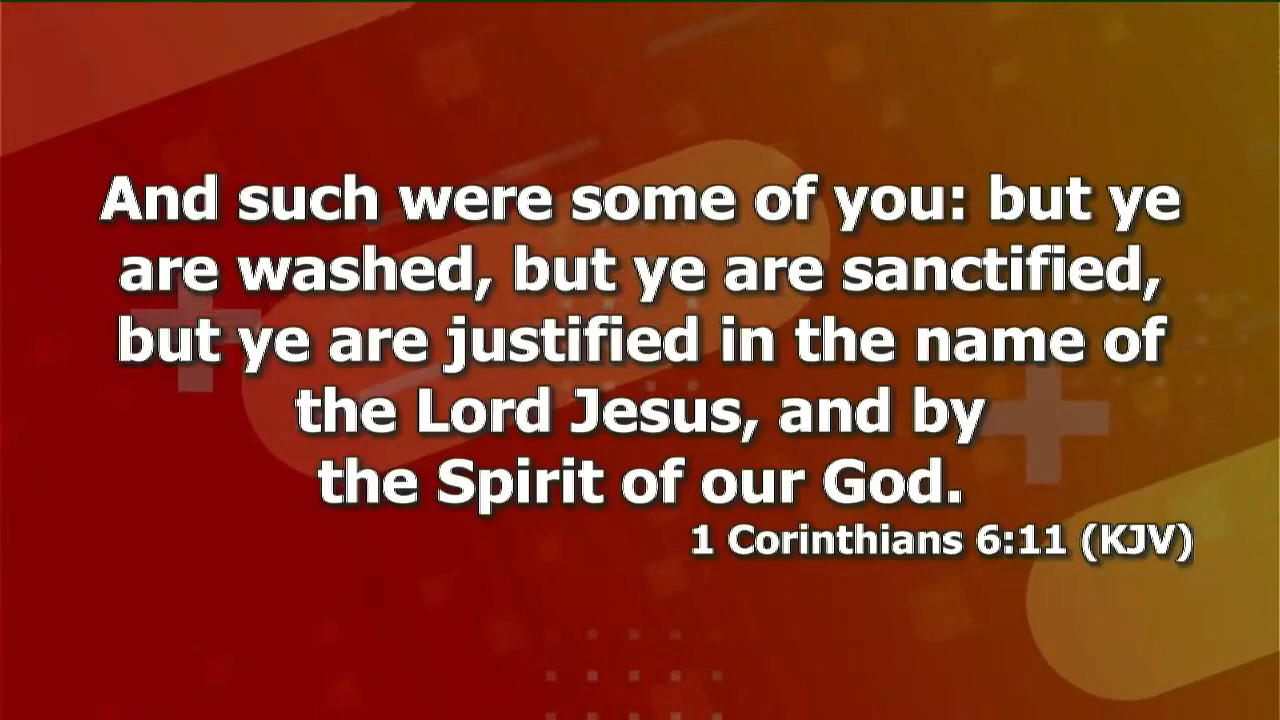 And such were some of you: but ye
are washed, but ye are sanctified,
but ye are justified in the name of
the Lord Jesus, and by
the Spirit of our God.
1 Corinthians 6:11 (KJV)